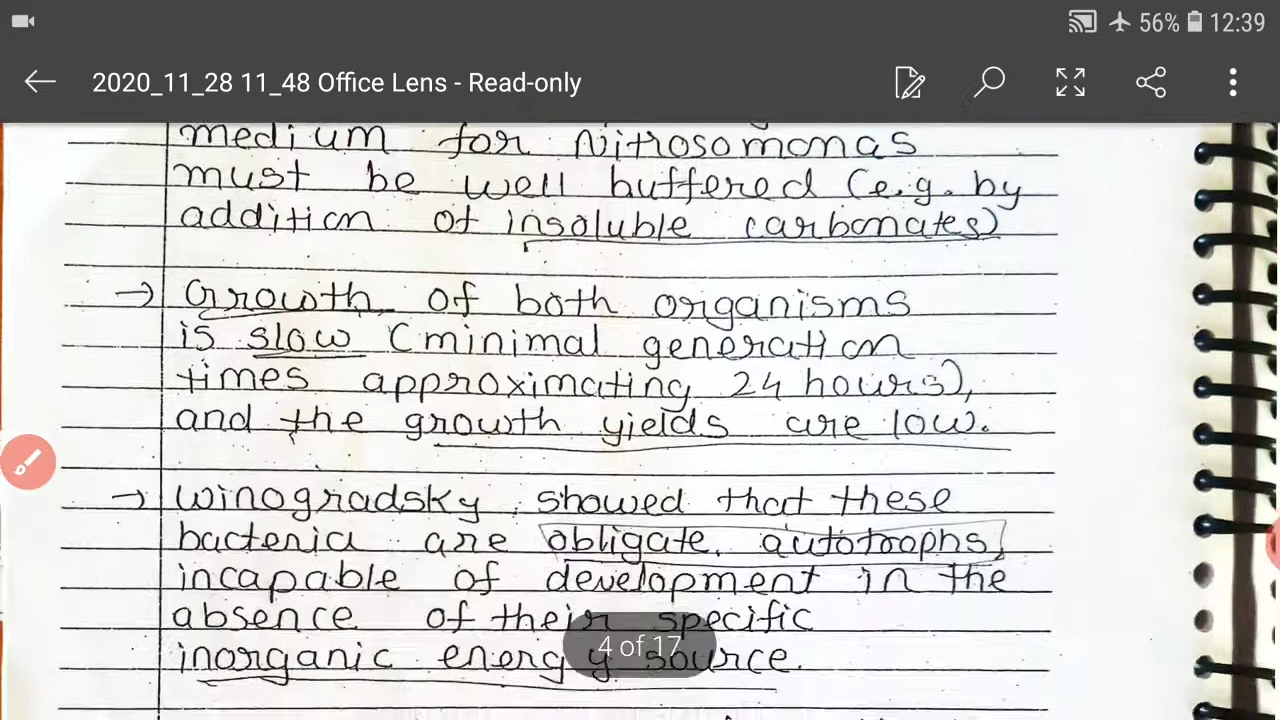 56% 12:39
2020_11_28 11_48 Office Lens - Read-only
medium for Nitrosomonas
must be well buffered (e.g. by
addition of insoluble carbonates)
→ Growth of both organisms
is slow (minimal generation
times approximating 24 hours),
and the growth yields are low.
→ Winogradsky, showed that these
bacteria are obligate autotrophs,
incapable of development in the
absence of their specific
inorganic energy source.
4 of 17